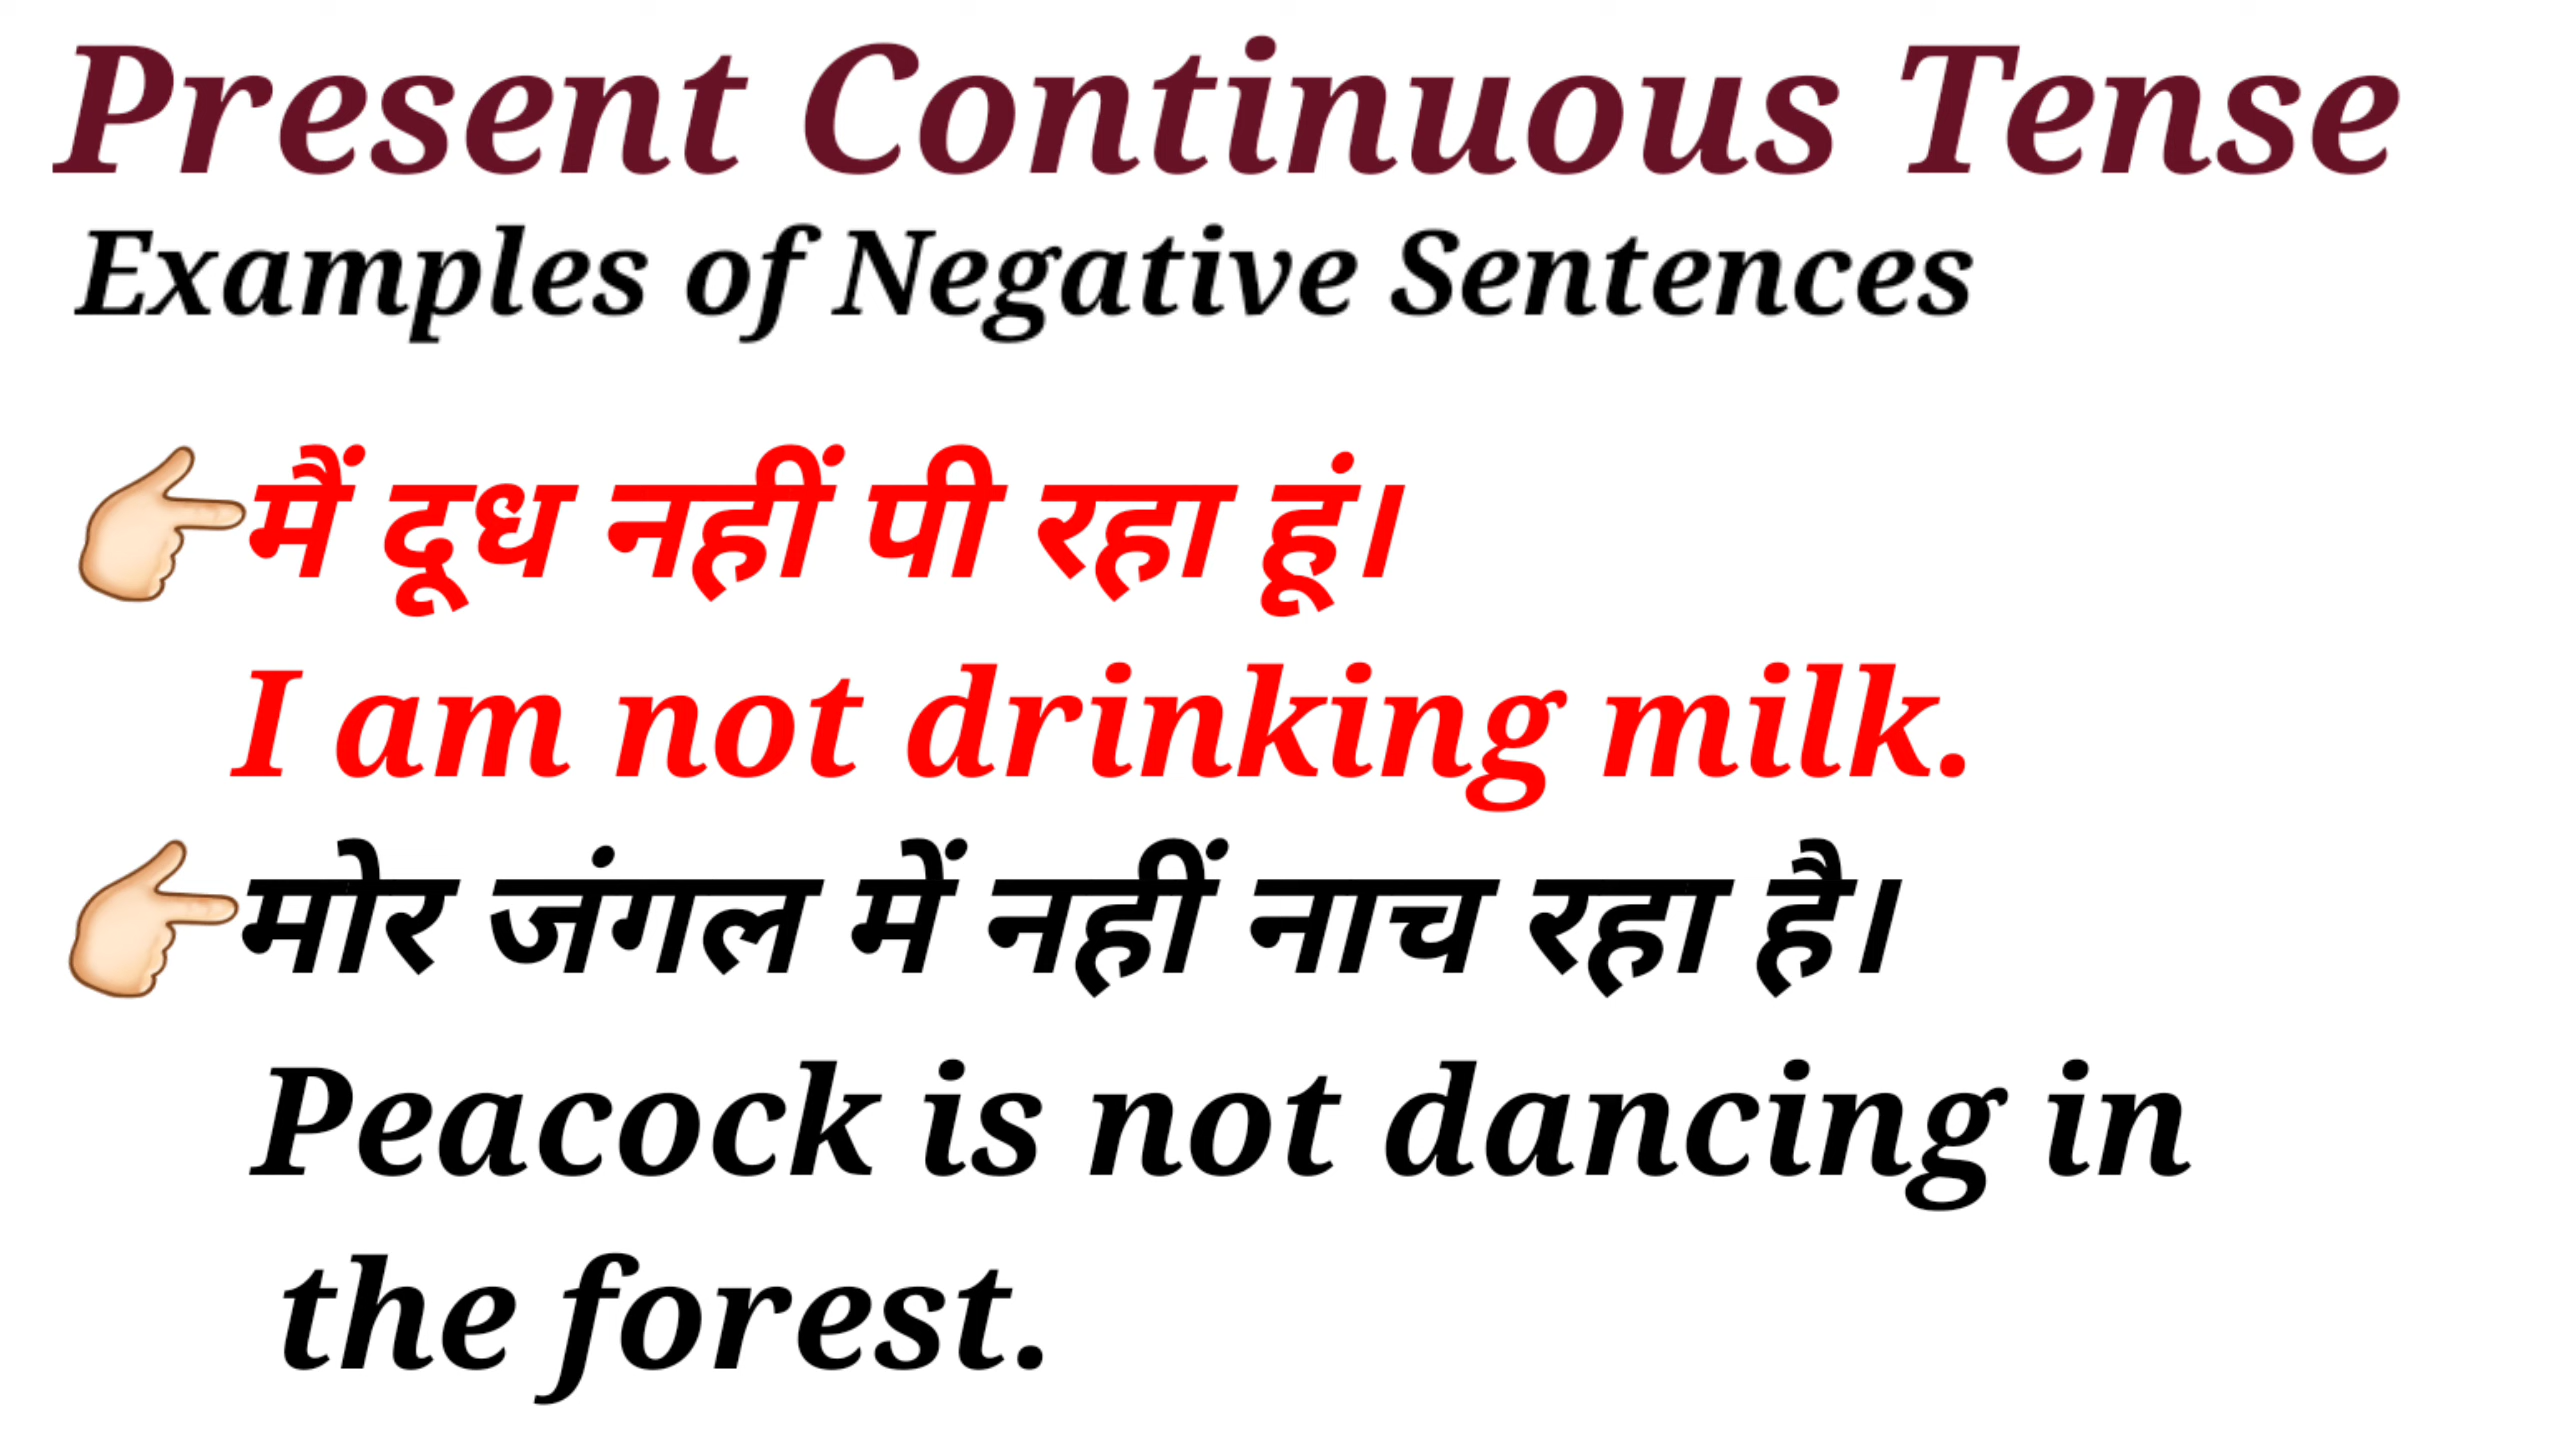 Present Continuous Tense
Examples of Negative Sentences
मैं दूध नहीं पी रहा हूं।
I am not drinking milk.
मोर जंगल में नहीं नाच रहा है।
Peacock is not dancing in
the forest.